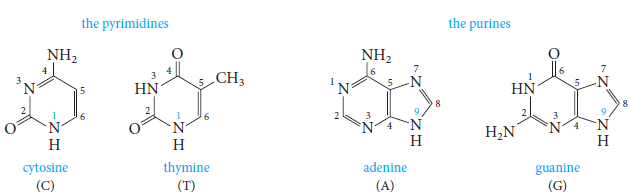 the pyrimidines
the purines
NH₂
4
3
N
5
2
1
6
O
N
H
cytosine
(C)
O
3
4
HN
5
CH₃
2
1
6
O
N
H
thymine
(T)
NH₂
6
7
1
N
5
N
8
2
3
9
N
4
N
H
adenine
(A)
O
1
6
7
HN
5
N
8
2
3
9
H₂N
N
4
N
H
guanine
(G)